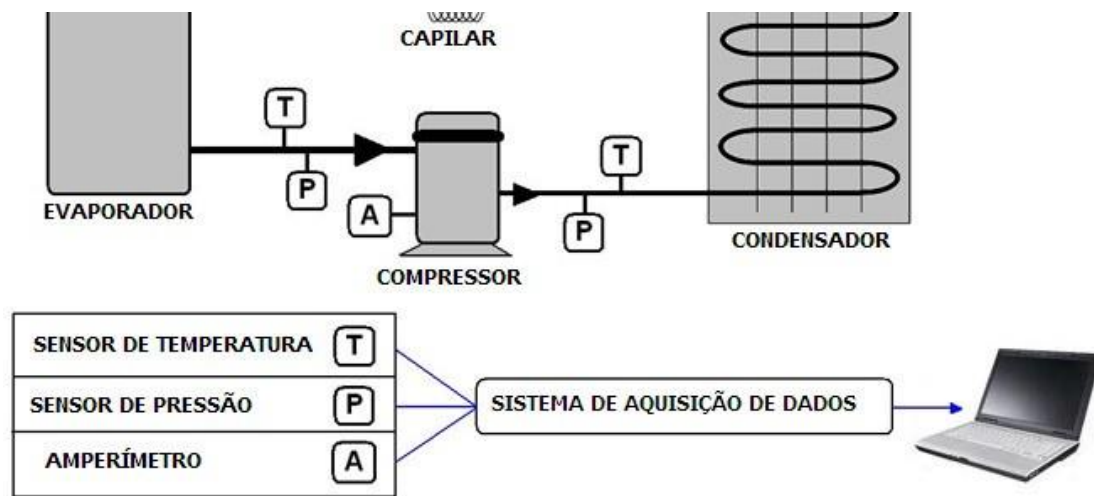 CAPILAR
T
T
P
A
P
EVAPORADOR
CONDENSADOR
COMPRESSOR
SENSOR DE TEMPERATURA T
SENSOR DE PRESSÃO P
SISTEMA DE AQUISIÇÃO DE DADOS
AMPERÍMETRO A